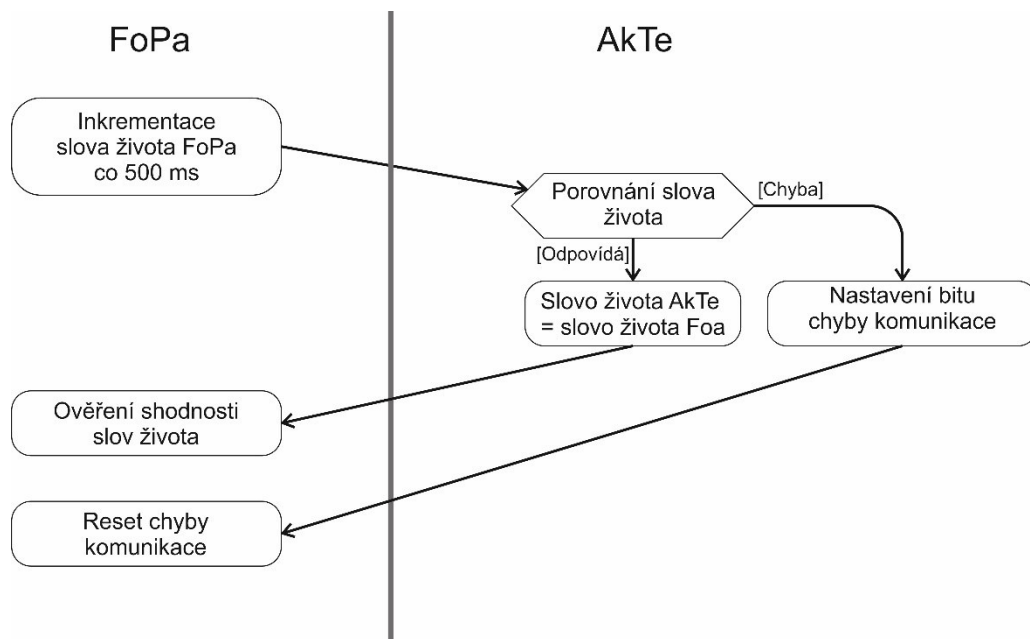 FoPa
AkTe
Inkrementace
slova života FoPa
co 500 ms
Porovnání slova
života
[Chyba]
[Odpovídá]
Slovo života AkTe
= slovo života Foa
Nastavení bitu
chyby komunikace
Ověření shodnosti
slov života
Reset chyby
komunikace